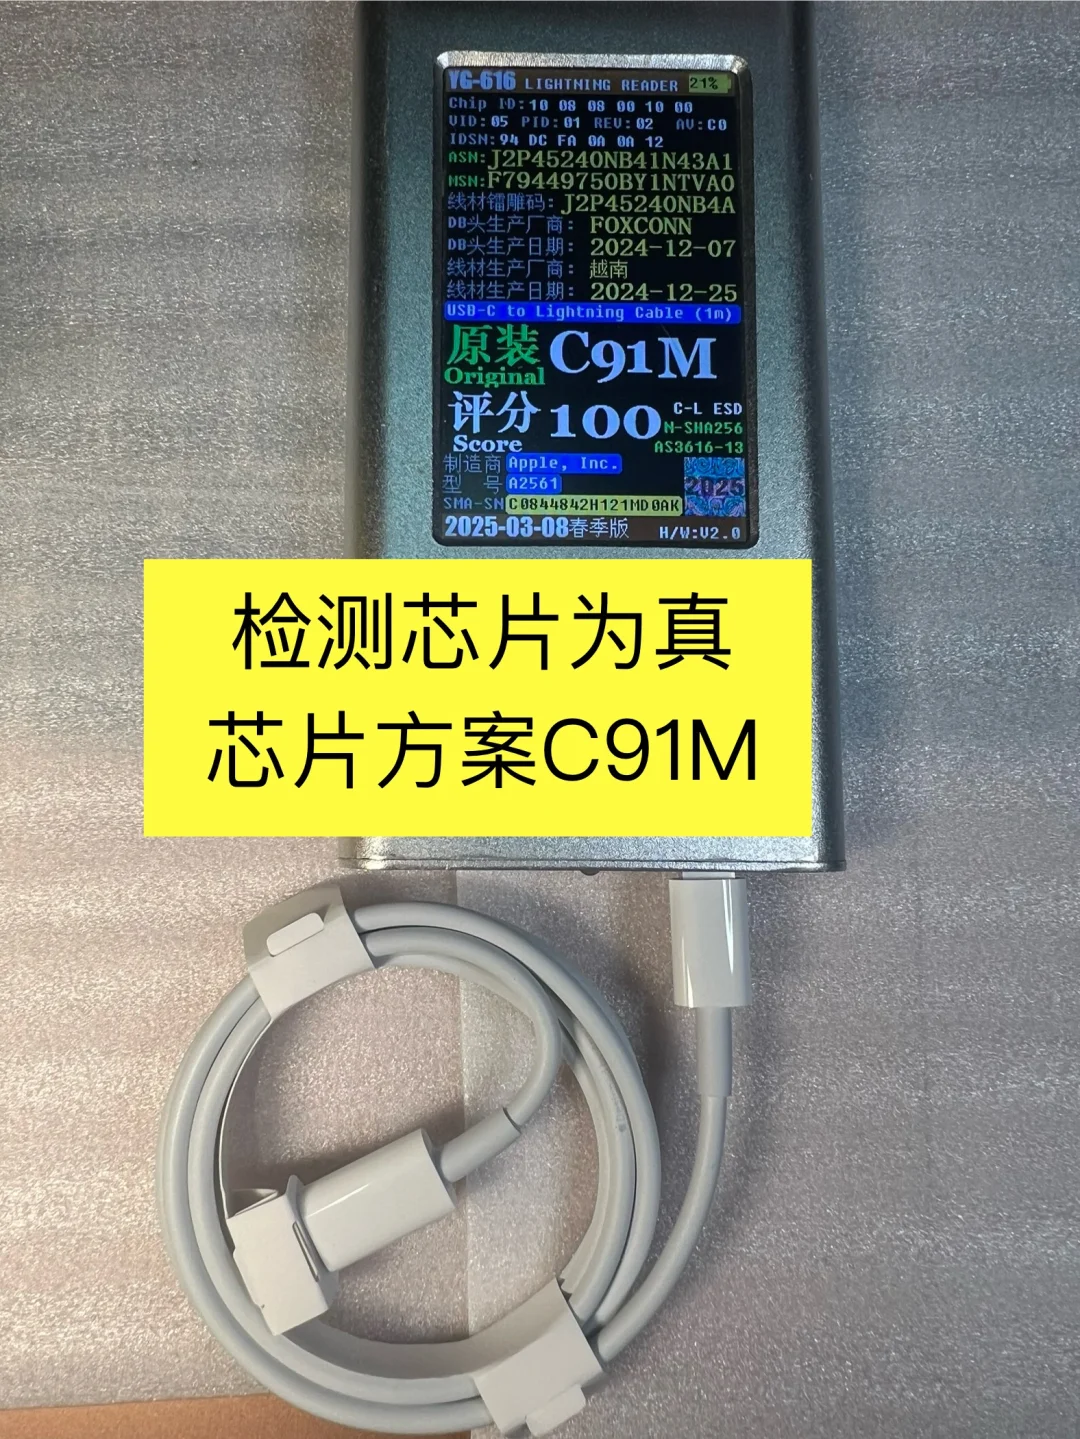 YG-616 LIGHTNING READER 21%
Chip ID:10 08 08 00 10 00
VID:05 PID:01 REV:02 AV:C0
IDSN:94 DC FA 0A 0A 12
ASN:J2P45240NB41N43A1
MSN:F79449750BY1NTVA0
线材镭雕码:J2P45240NB4A
DB头生产厂商: FOXCONN
DB头生产日期: 2024-12-07
线材生产厂商: 越南
线材生产日期: 2024-12-25
USB-C to Lightning Cable (1m)
原装 C91M
Original
评分 100 C-L ESD
N-SHA256
Score AS3616-13
制造商 Apple, Inc.
型 号 A2561
2025
SMA-SN C0844842H121MD0AK
2025-03-08春季版 H/W:V2.0
检测芯片为真
芯片方案C91M